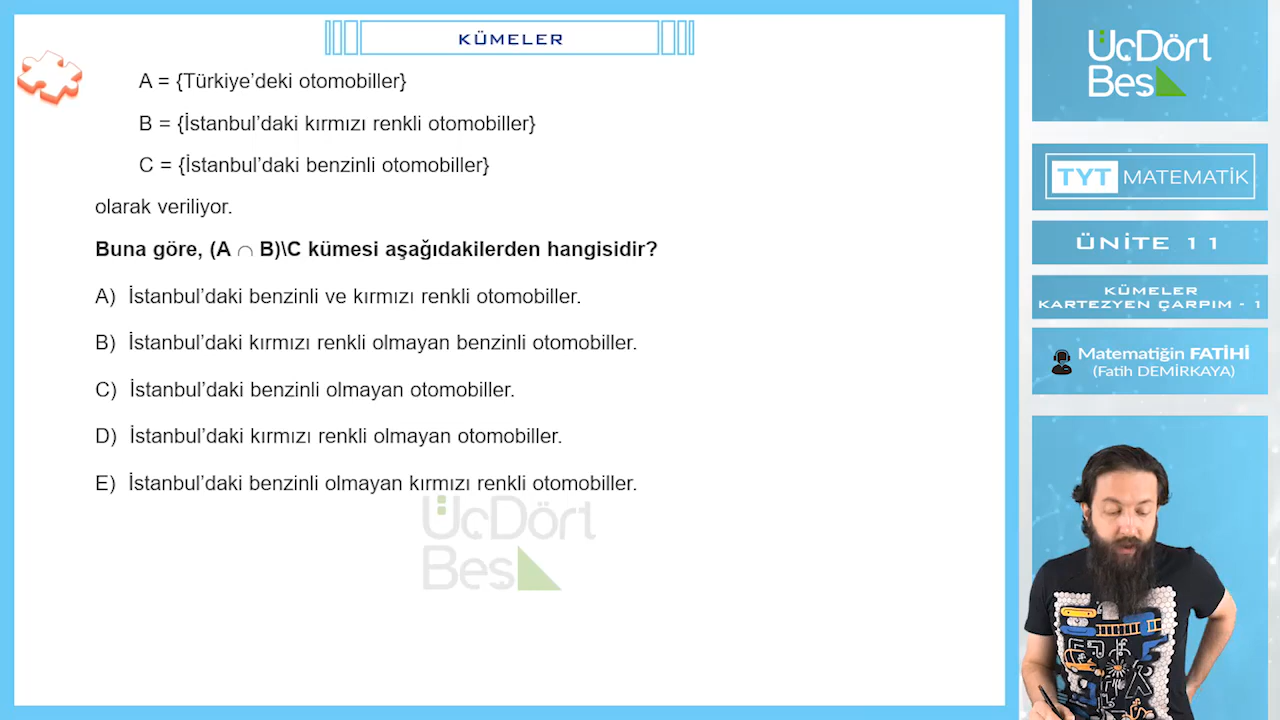 KÜMELER
A = {Türkiye'deki otomobiller}
B = {İstanbul'daki kırmızı renkli otomobiller}
C = {İstanbul'daki benzinli otomobiller}
olarak veriliyor.
Buna göre, (A ∩ B)\C kümesi aşağıdakilerden hangisidir?
A) İstanbul'daki benzinli ve kırmızı renkli otomobiller.
B) İstanbul'daki kırmızı renkli olmayan benzinli otomobiller.
C) İstanbul'daki benzinli olmayan otomobiller.
D) İstanbul'daki kırmızı renkli olmayan otomobiller.
E) İstanbul'daki benzinli olmayan kırmızı renkli otomobiller.
ÜçDört
Beş
ÜçDört
Beş
TYT MATEMATİK
ÜNİTE 11
KÜMELER
KARTEZYEN ÇARPIM - 1
Matematiğin FATİHİ
(Fatih DEMİRKAYA)